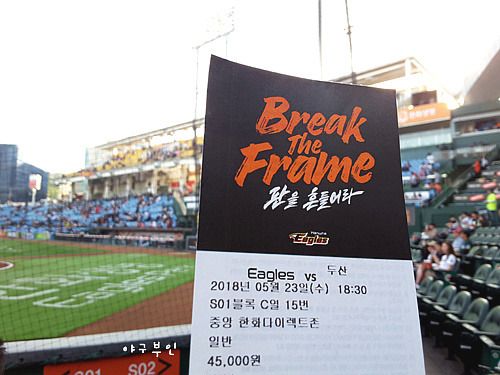 Break
The
Frame
판을 흔들어라
Hanwha
Eagles
Eagles vs 두산
2018년 05월 23일(수) 18:30
S01블록 C열 15번
중앙 한화다이렉트존
일반
45,000원
야구부인
S01 S02